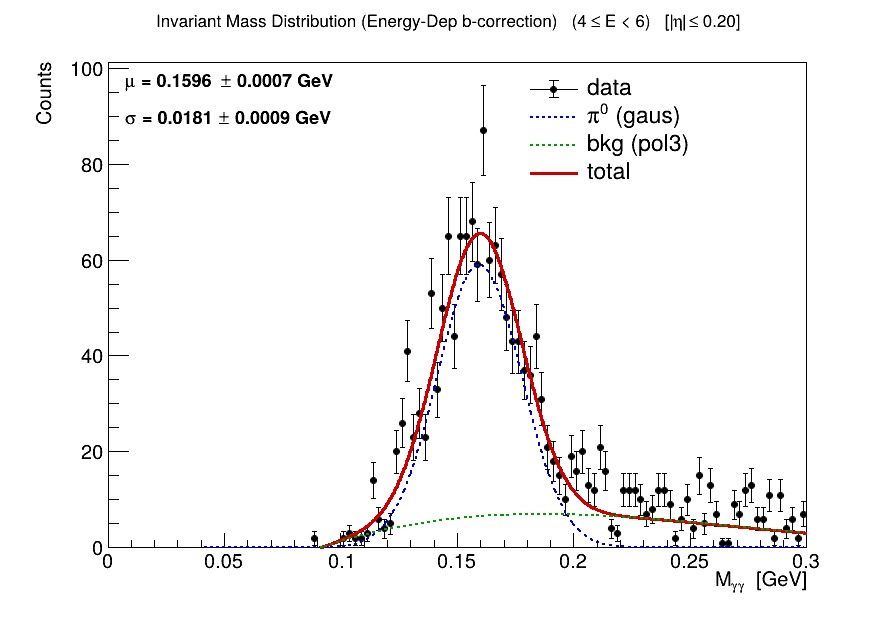 Invariant Mass Distribution (Energy-Dep b-correction) (4 ≤ E < 6) [|η| ≤ 0.20]
Counts
100
80
60
40
20
0
μ = 0.1596 ± 0.0007 GeV
σ = 0.0181 ± 0.0009 GeV
data
π⁰ (gaus)
bkg (pol3)
total
0 0.05 0.1 0.15 0.2 0.25 0.3
Mγγ [GeV]